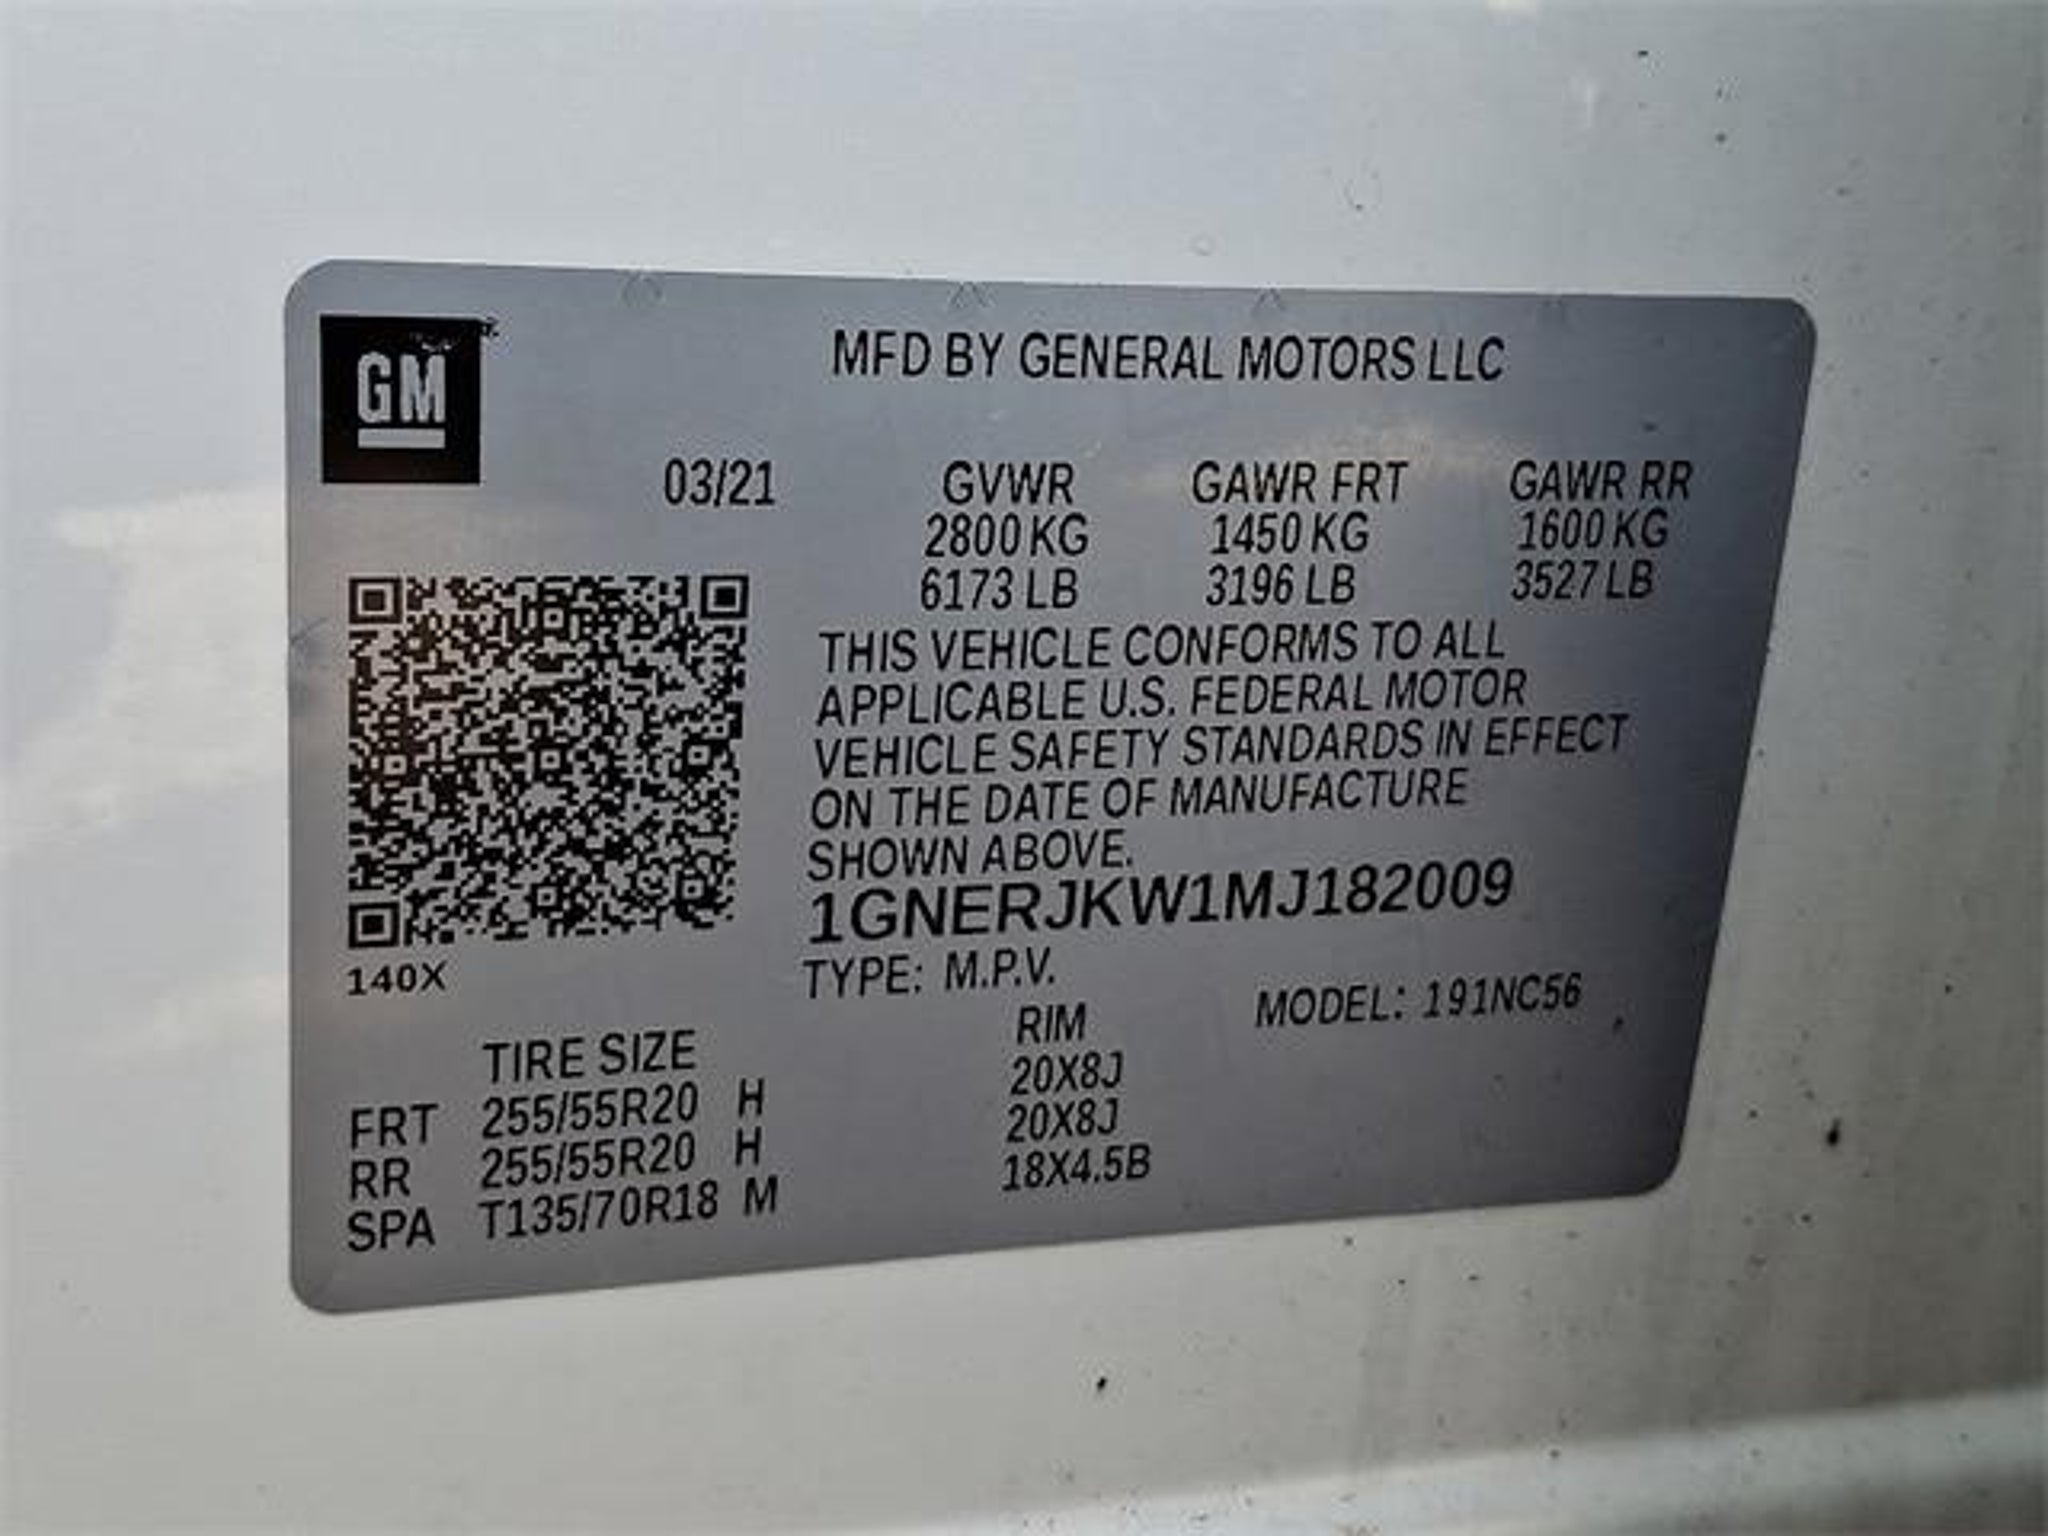 GM
MFD BY GENERAL MOTORS LLC
03/21 GVWR GAWR FRT GAWR RR
2800 KG 1450 KG 1600 KG
6173 LB 3196 LB 3527 LB
THIS VEHICLE CONFORMS TO ALL
APPLICABLE U.S. FEDERAL MOTOR
VEHICLE SAFETY STANDARDS IN EFFECT
ON THE DATE OF MANUFACTURE
SHOWN ABOVE.
1GNERJKW1MJ182009
140X
TYPE: M.P.V. MODEL: 191NC56
TIRE SIZE RIM
FRT 255/55R20 H 20X8J
RR 255/55R20 H 20X8J
SPA T135/70R18 M 18X4.5B